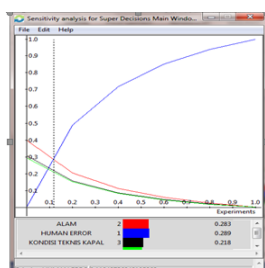 Sensitivity analysis for Super Decisions Main Windo...
File Edit Help
1.0
0.9
0.8
0.7
0.6
0.5
0.4
0.3
0.2
0.1
0.1 0.2 0.3 0.4 0.5 0.6 0.7 0.8 0.9 1.0
Experiments
ALAM 2 0.283
HUMAN ERROR 1 0.289
KONDISI TEKNIS KAPAL 3 0.218